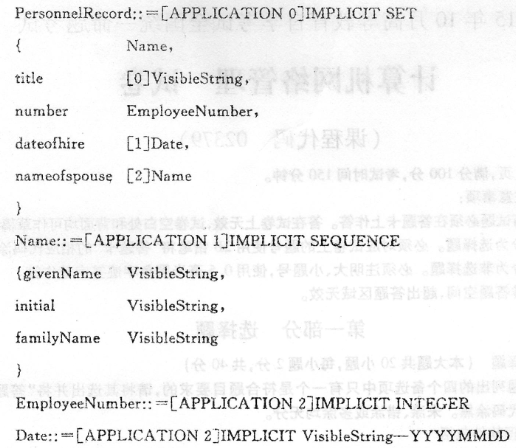 PersonnelRecord::=[APPLICATION 0]IMPLICIT SET
{ Name,
title [0]VisibleString,
number EmployeeNumber,
dateofhire [1]Date,
nameofspouse [2]Name
}
Name::=[APPLICATION 1]IMPLICIT SEQUENCE
{givenName VisibleString,
initial VisibleString,
familyName VisibleString
}
EmployeeNumber::=[APPLICATION 2]IMPLICIT INTEGER
Date::=[APPLICATION 2]IMPLICIT VisibleString—YYYYMMDD